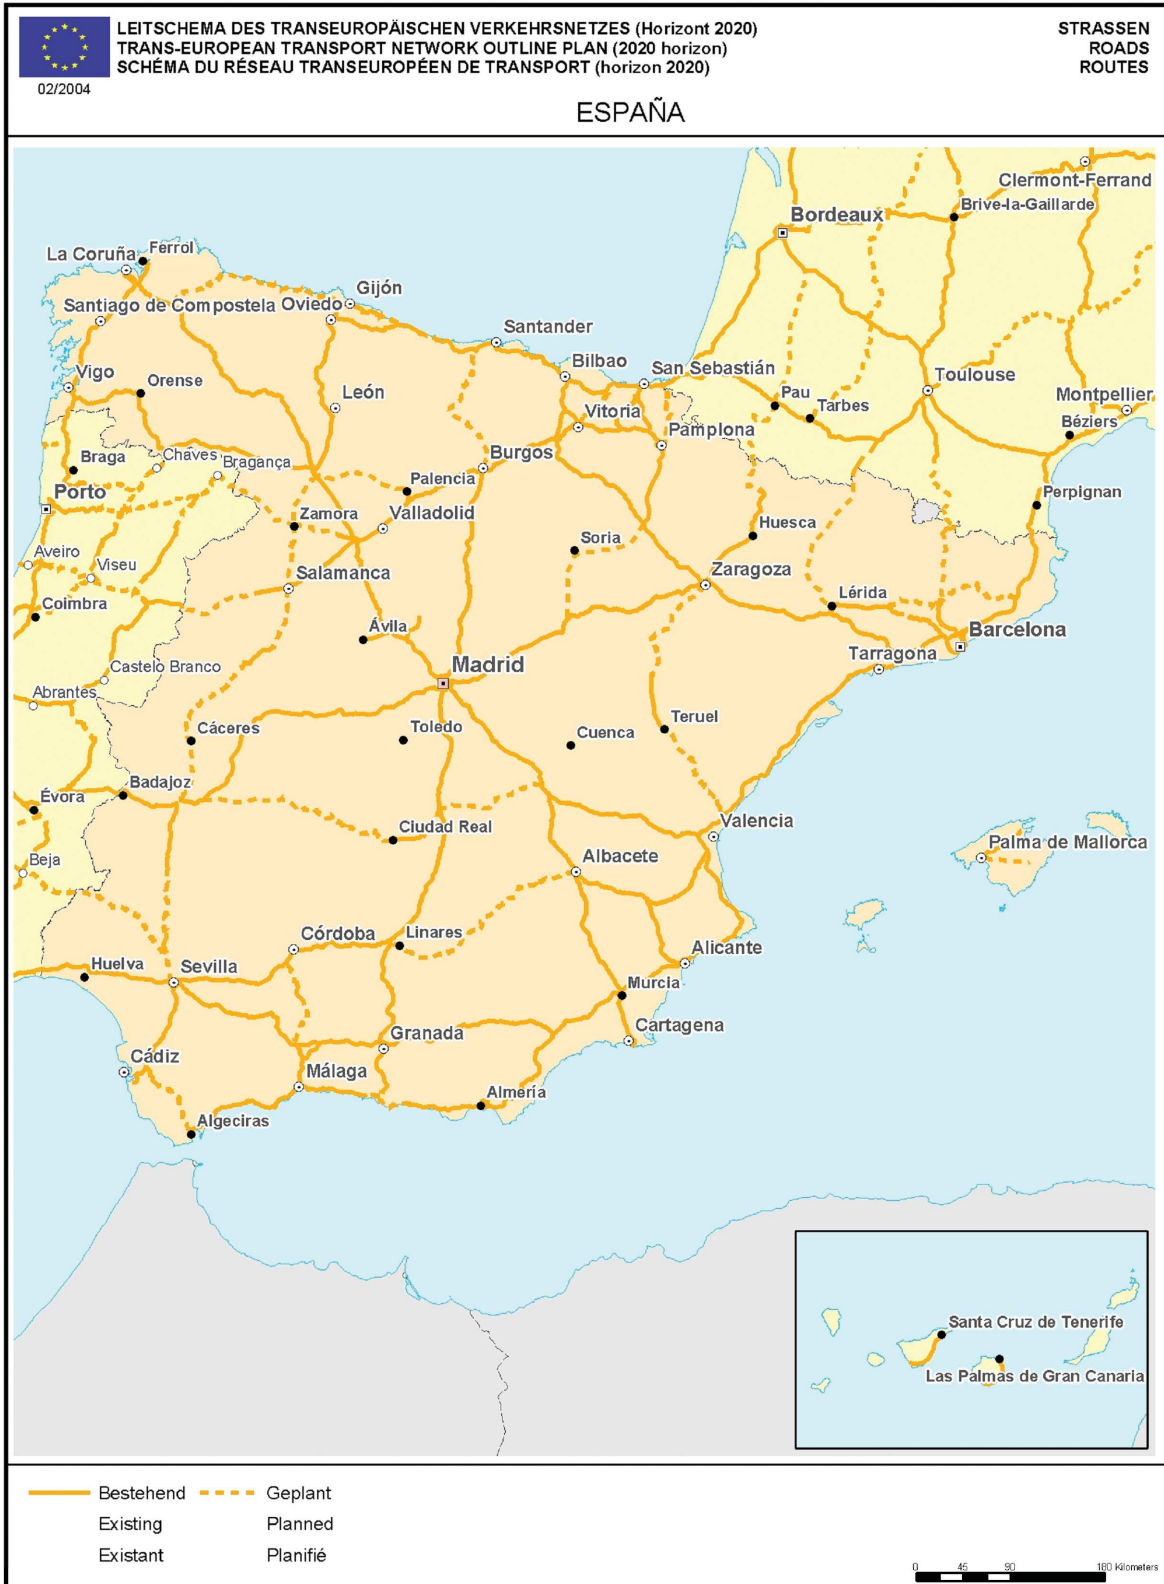 LEITSCHEMA DES TRANSEUROPÄISCHEN VERKEHRSNETZES (Horizont 2020)
TRANS-EUROPEAN TRANSPORT NETWORK OUTLINE PLAN (2020 horizon)
SCHÉMA DU RÉSEAU TRANSEUROPÉEN DE TRANSPORT (horizon 2020)
STRASSEN
ROADS
ROUTES
02/2004
ESPAÑA
Clermont-Ferrand
Brive-la-Gaillarde
Bordeaux
La Coruña
Ferrol
Gijón
Santiago de Compostela
Oviedo
Santander
Bilbao
San Sebastián
Vigo
Orense
León
Vitoria
Pau
Tarbes
Toulouse
Montpellier
Béziers
Pamplona
Braga
Chaves
Bragança
Burgos
Palencia
Porto
Zamora
Valladolid
Perpignan
Huesca
Soria
Aveiro
Viseu
Salamanca
Zaragoza
Coimbra
Ávila
Lérida
Barcelona
Madrid
Tarragona
Castelo Branco
Abrantes
Cáceres
Toledo
Cuenca
Teruel
Badajoz
Évora
Ciudad Real
Valencia
Palma de Mallorca
Beja
Albacete
Córdoba
Linares
Alicante
Huelva
Sevilla
Murcia
Granada
Cartagena
Cádiz
Málaga
Almería
Algeciras
Santa Cruz de Tenerife
Las Palmas de Gran Canaria
Bestehend Geplant
Existing Planned
Existant Planifié
0 45 90 180 Kilometers